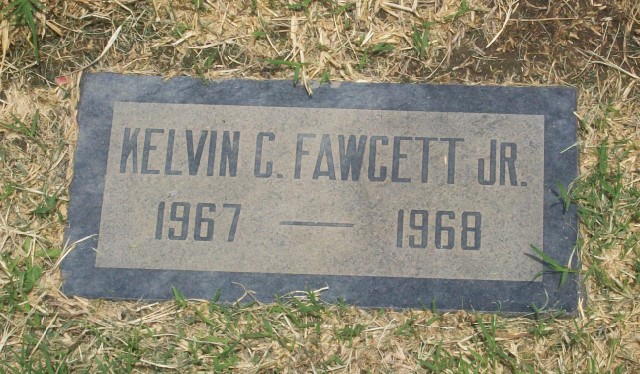 KELVIN C. FAWCETT JR.
1967 — 1968